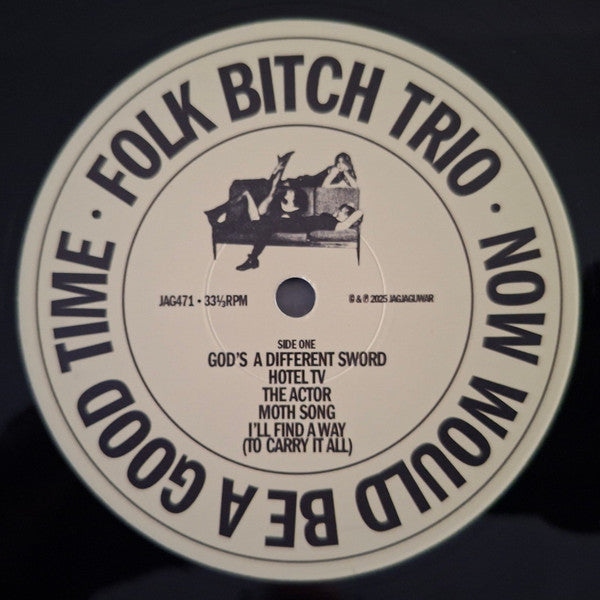 FOLK BITCH TRIO · NOW WOULD BE A GOOD TIME ·
JAG471 • 33⅓RPM
© & ℗ 2025 JAGJAGUWAR
SIDE ONE
GOD'S A DIFFERENT SWORD
HOTEL TV
THE ACTOR
MOTH SONG
I'LL FIND A WAY
(TO CARRY IT ALL)